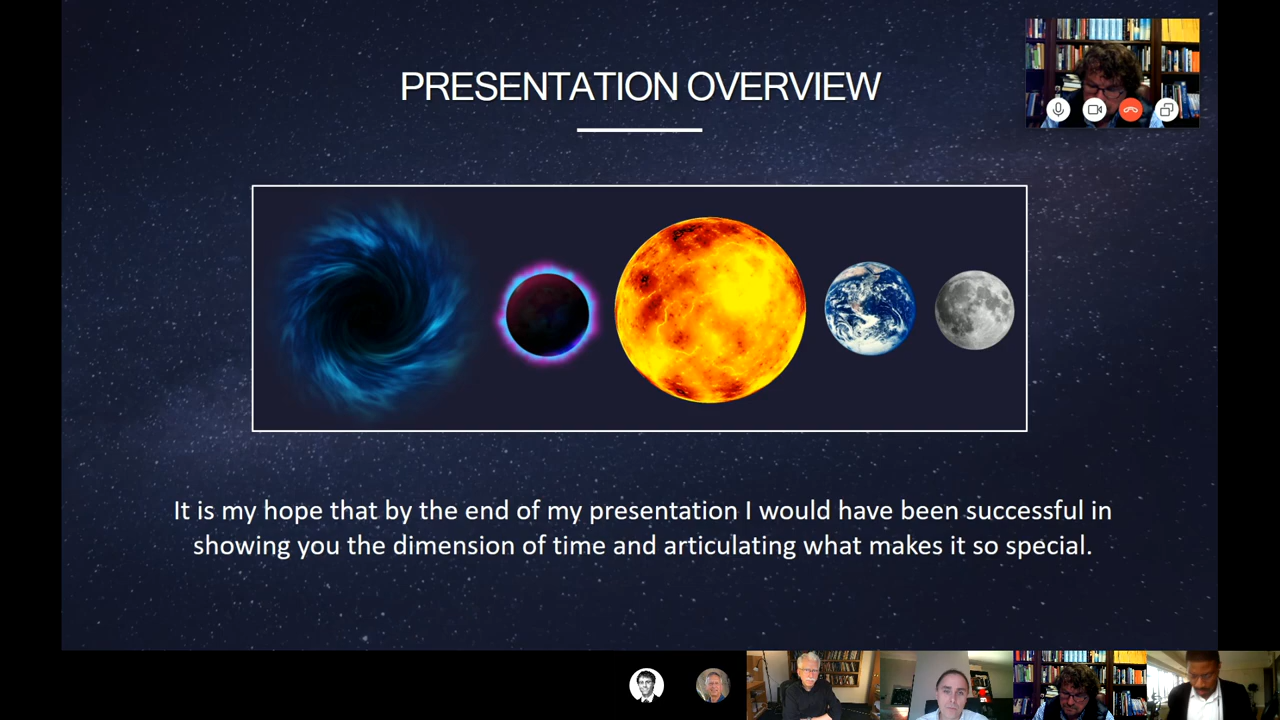 PRESENTATION OVERVIEW
It is my hope that by the end of my presentation I would have been successful in
showing you the dimension of time and articulating what makes it so special.